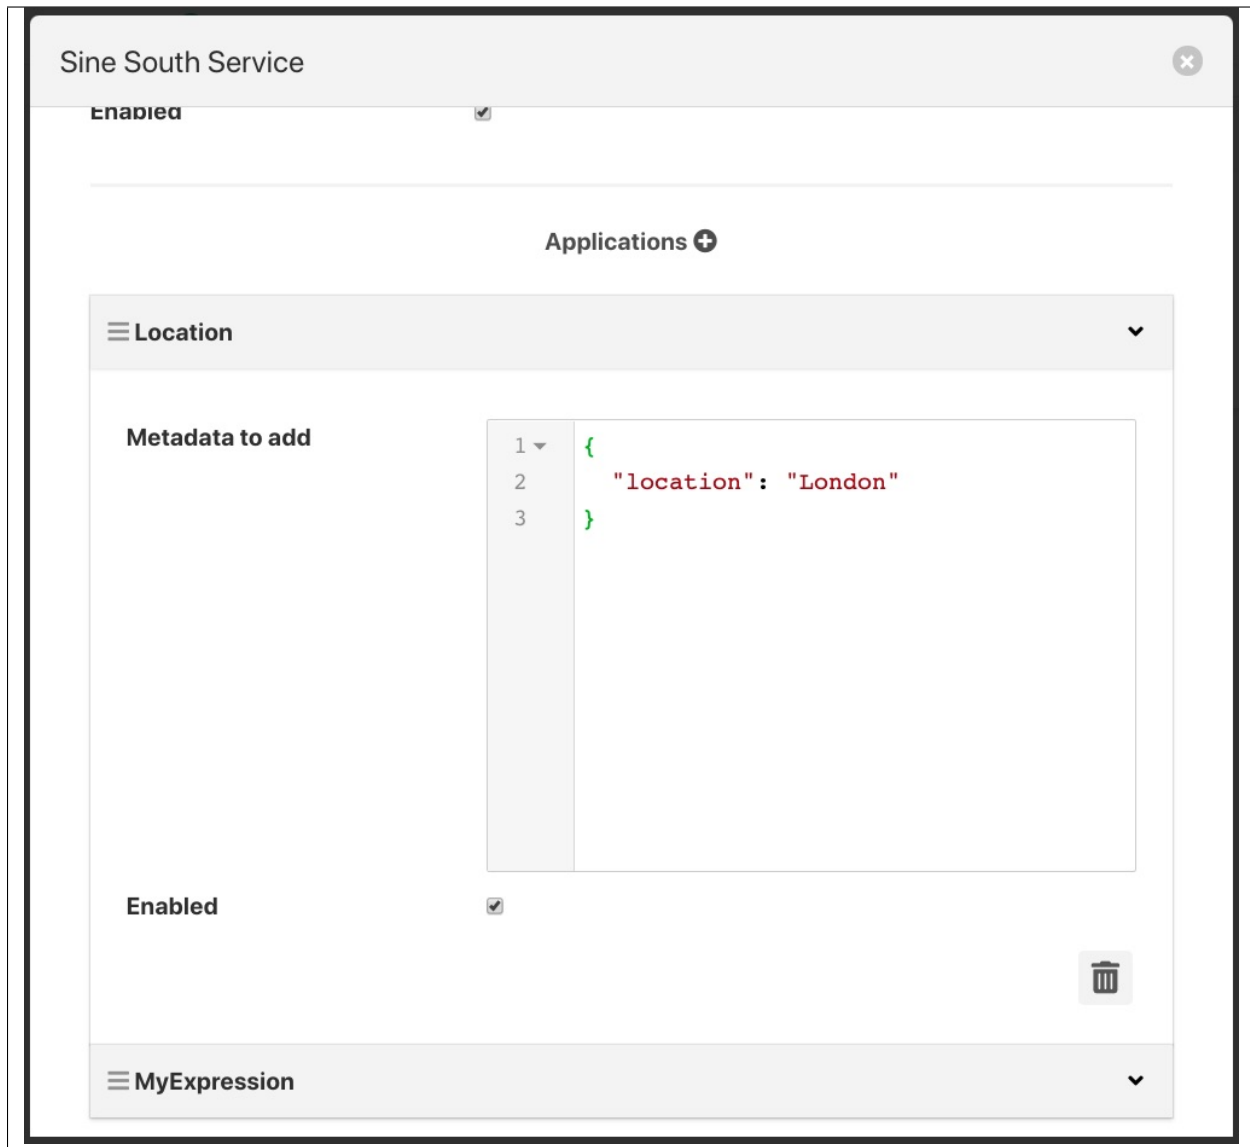 Sine South Service
Enabled
Applications
Location
Metadata to add
1 {
2 "location": "London"
3 }
Enabled
MyExpression